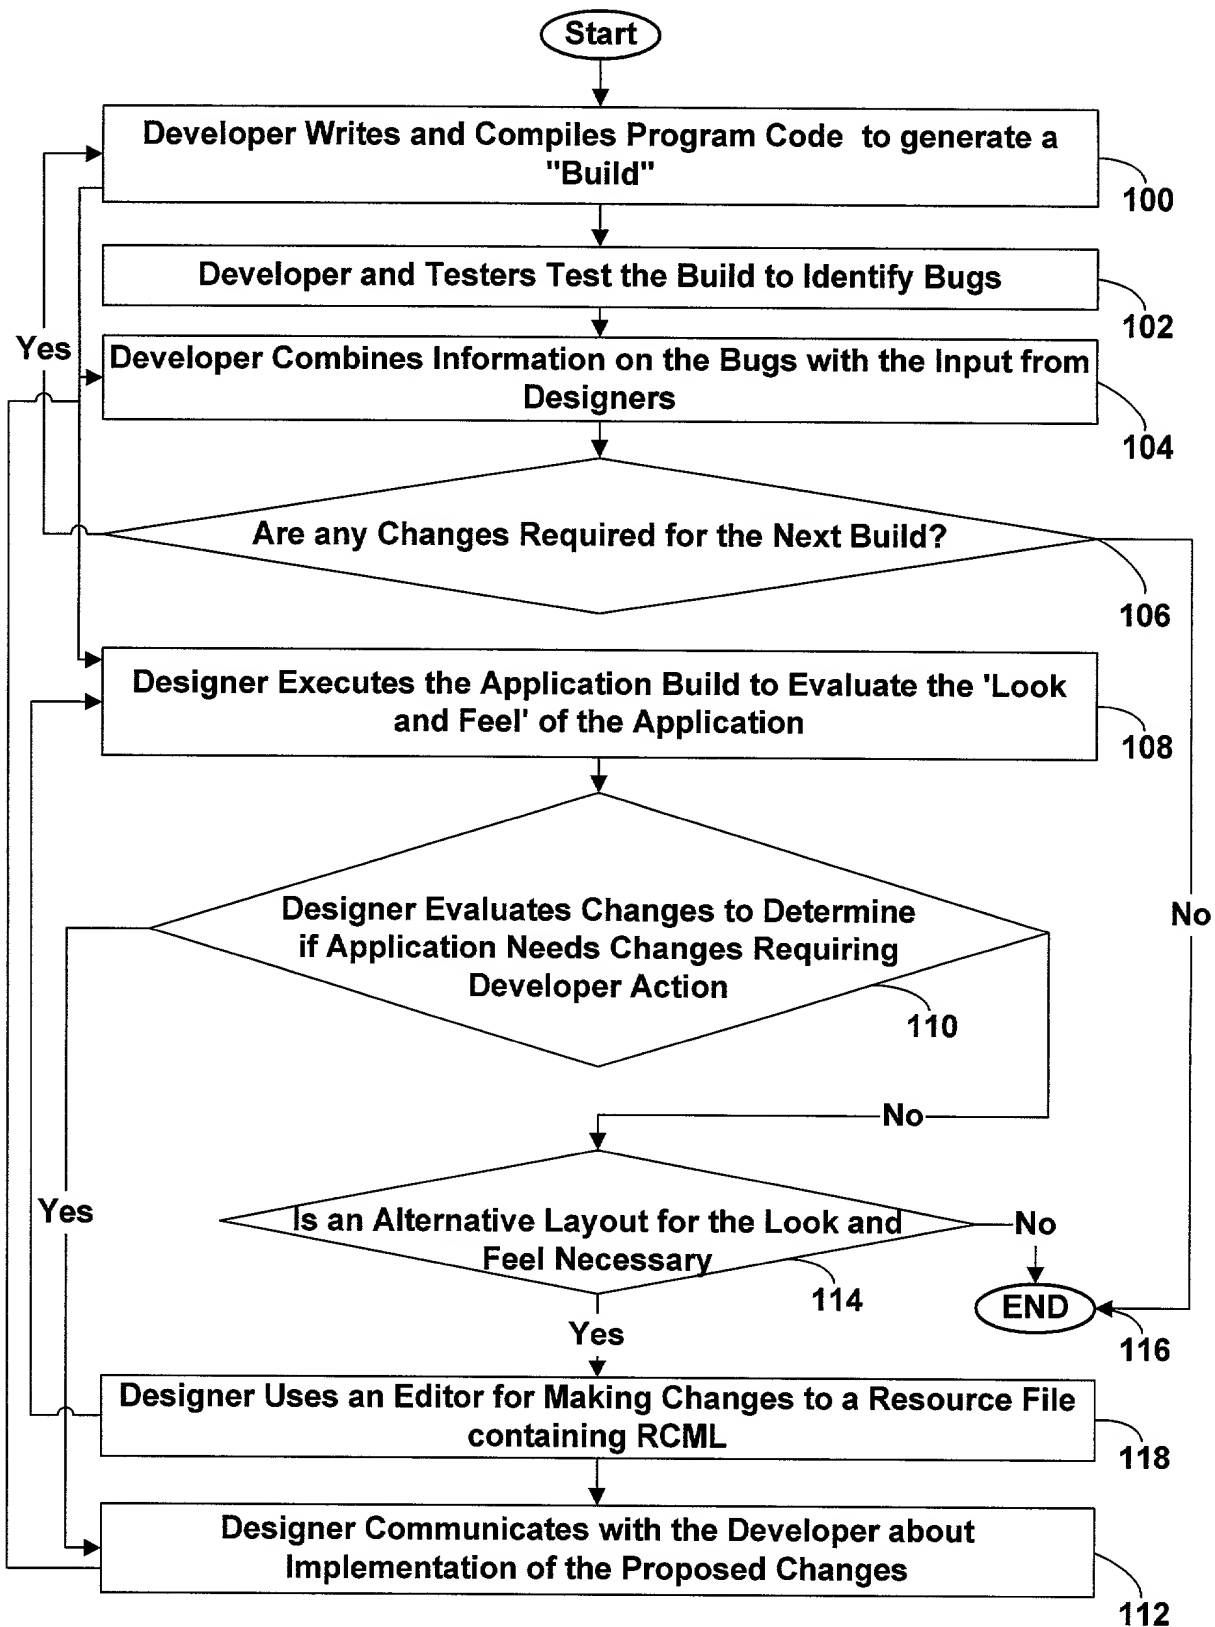 Start
Developer Writes and Compiles Program Code to generate a
"Build"
100
Developer and Testers Test the Build to Identify Bugs
102
Yes
Developer Combines Information on the Bugs with the Input from
Designers
104
Are any Changes Required for the Next Build?
106
Designer Executes the Application Build to Evaluate the 'Look
and Feel' of the Application
108
Designer Evaluates Changes to Determine
if Application Needs Changes Requiring
Developer Action
No
110
No
Yes
Is an Alternative Layout for the Look and
Feel Necessary
No
114
END
116
Yes
Designer Uses an Editor for Making Changes to a Resource File
containing RCML
118
Designer Communicates with the Developer about
Implementation of the Proposed Changes
112